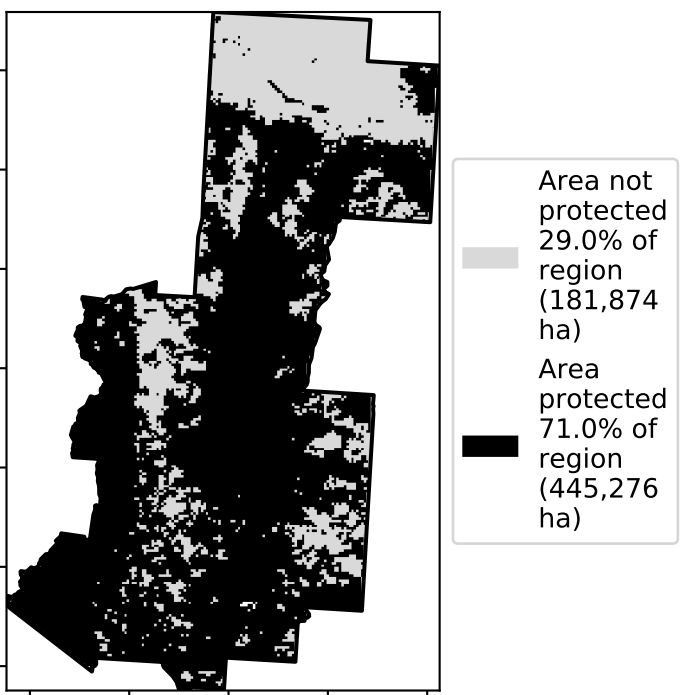 Area not
protected
29.0% of
region
(181,874
ha)
Area
protected
71.0% of
region
(445,276
ha)